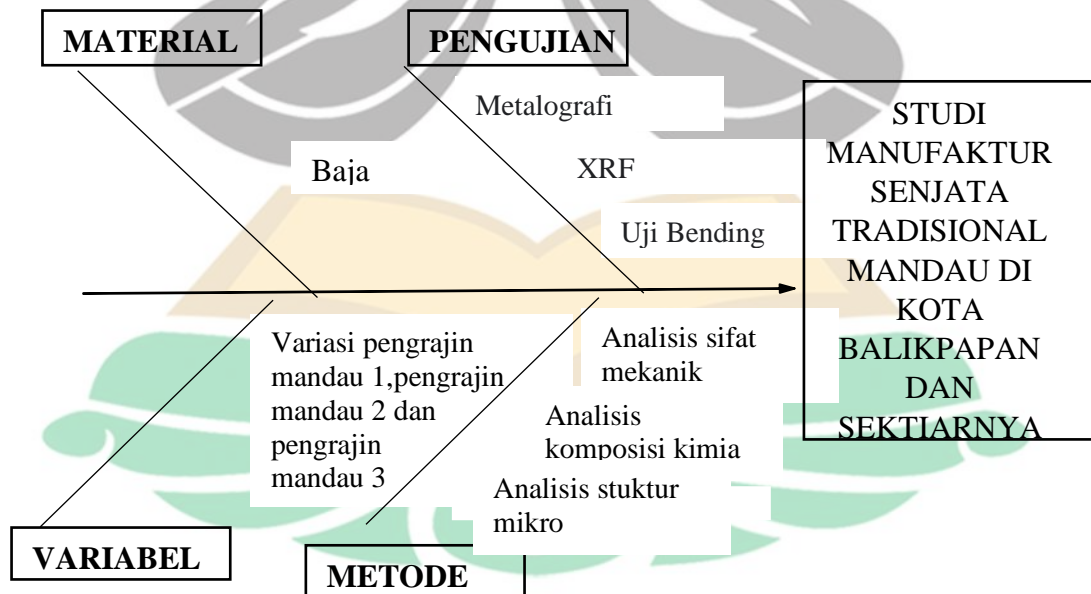 MATERIAL
PENGUJIAN
Metalografi
Baja
XRF
Uji Bending
STUDI
MANUFAKTUR
SENJATA
TRADISIONAL
MANDAU DI
KOTA
BALIKPAPAN
DAN
SEKTIARNYA
Variasi pengrajin
mandau 1,pengrajin
mandau 2 dan
pengrajin
mandau 3
Analisis sifat
mekanik
Analisis
komposisi kimia
Analisis stuktur
mikro
VARIABEL
METODE